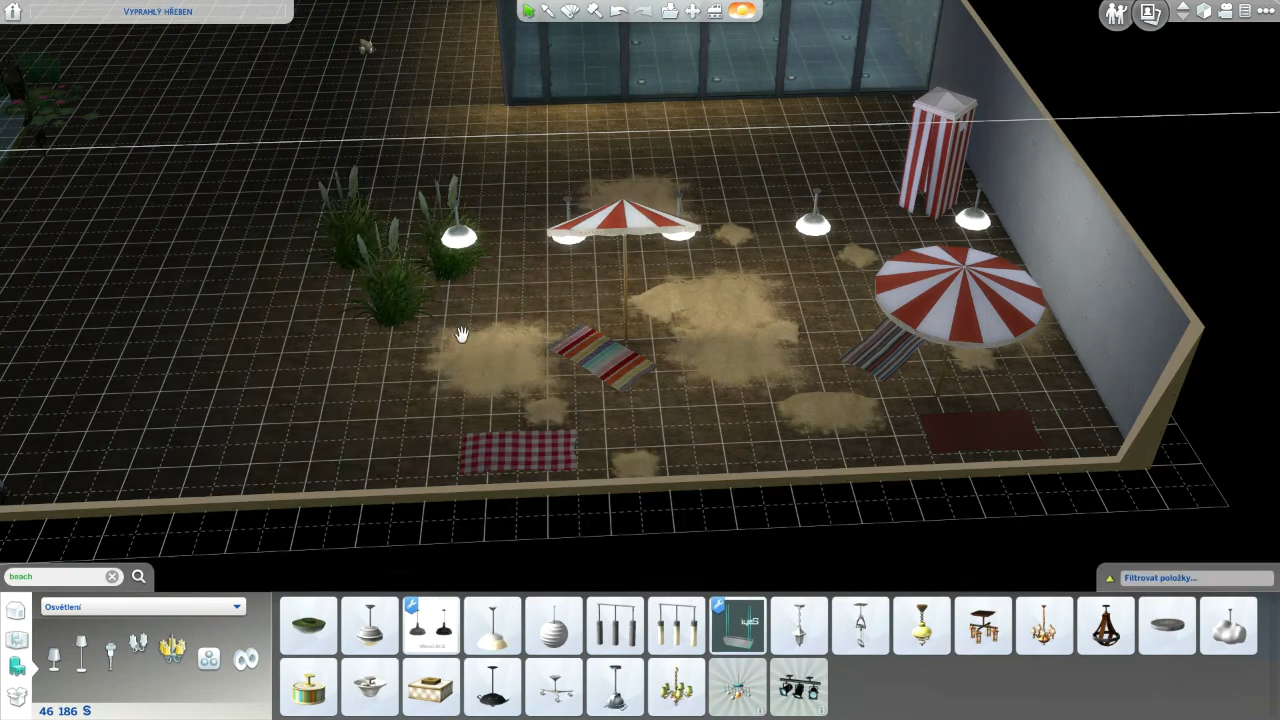 VYPRAHLÝ HŘEBEN
beach
Filtrovat položky...
Osvětlení
46 186 $